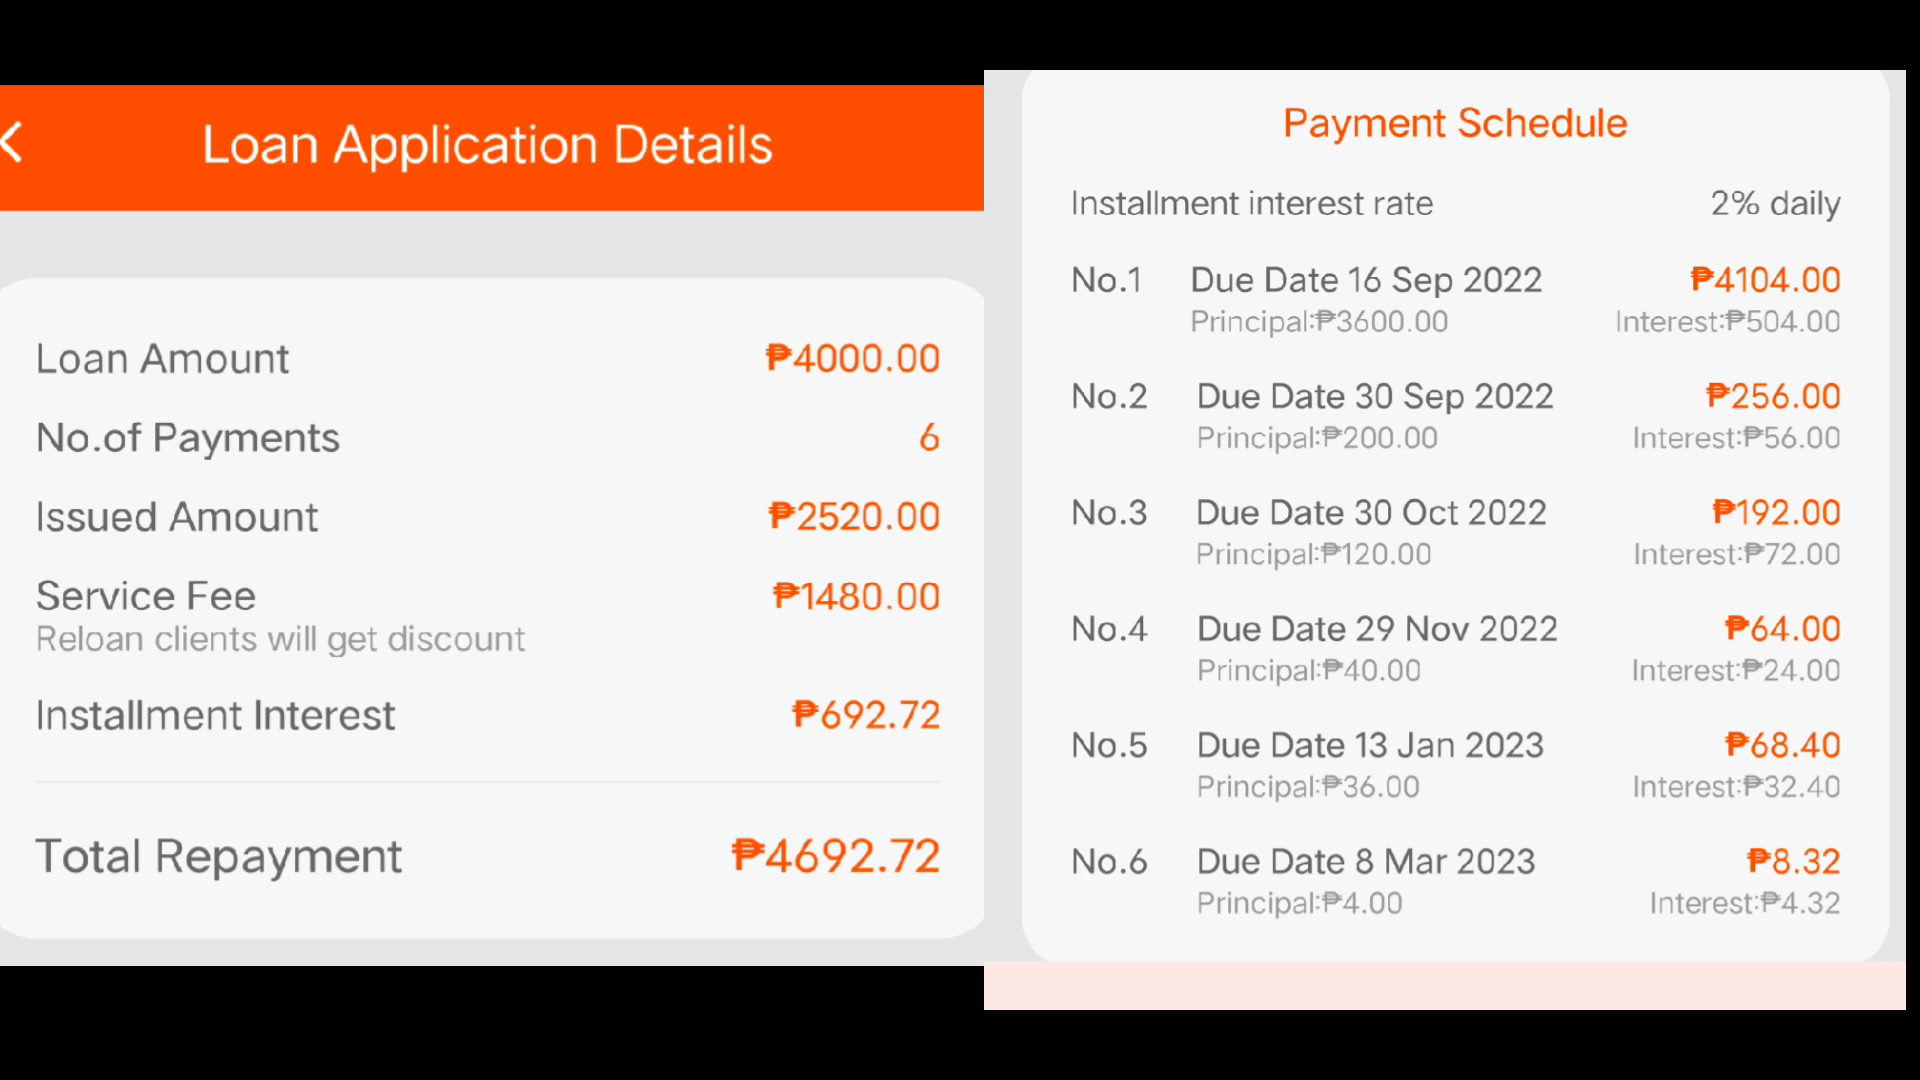 Loan Application Details
Loan Amount ₱4000.00
No.of Payments 6
Issued Amount ₱2520.00
Service Fee ₱1480.00
Reloan clients will get discount
Installment Interest ₱692.72
Total Repayment ₱4692.72
Payment Schedule
Installment interest rate 2% daily
No.1 Due Date 16 Sep 2022 ₱4104.00
Principal:₱3600.00 Interest:₱504.00
No.2 Due Date 30 Sep 2022 ₱256.00
Principal:₱200.00 Interest:₱56.00
No.3 Due Date 30 Oct 2022 ₱192.00
Principal:₱120.00 Interest:₱72.00
No.4 Due Date 29 Nov 2022 ₱64.00
Principal:₱40.00 Interest:₱24.00
No.5 Due Date 13 Jan 2023 ₱68.40
Principal:₱36.00 Interest:₱32.40
No.6 Due Date 8 Mar 2023 ₱8.32
Principal:₱4.00 Interest:₱4.32